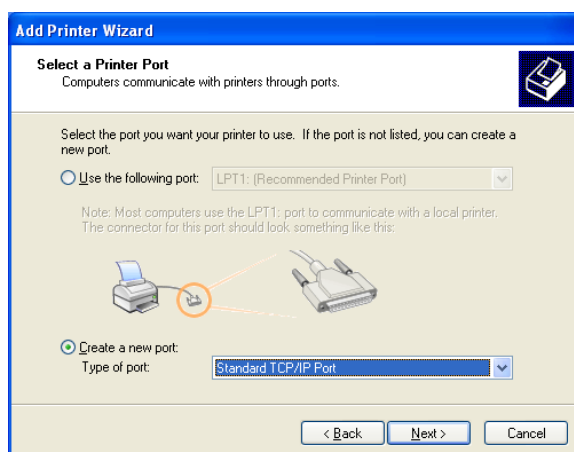 Add Printer Wizard
Select a Printer Port
Computers communicate with printers through ports.
Select the port you want your printer to use. If the port is not listed, you can create a
new port.
Use the following port: LPT1: (Recommended Printer Port)
Note: Most computers use the LPT1: port to communicate with a local printer.
The connector for this port should look something like this:
Create a new port:
Type of port: Standard TCP/IP Port
< Back Next > Cancel